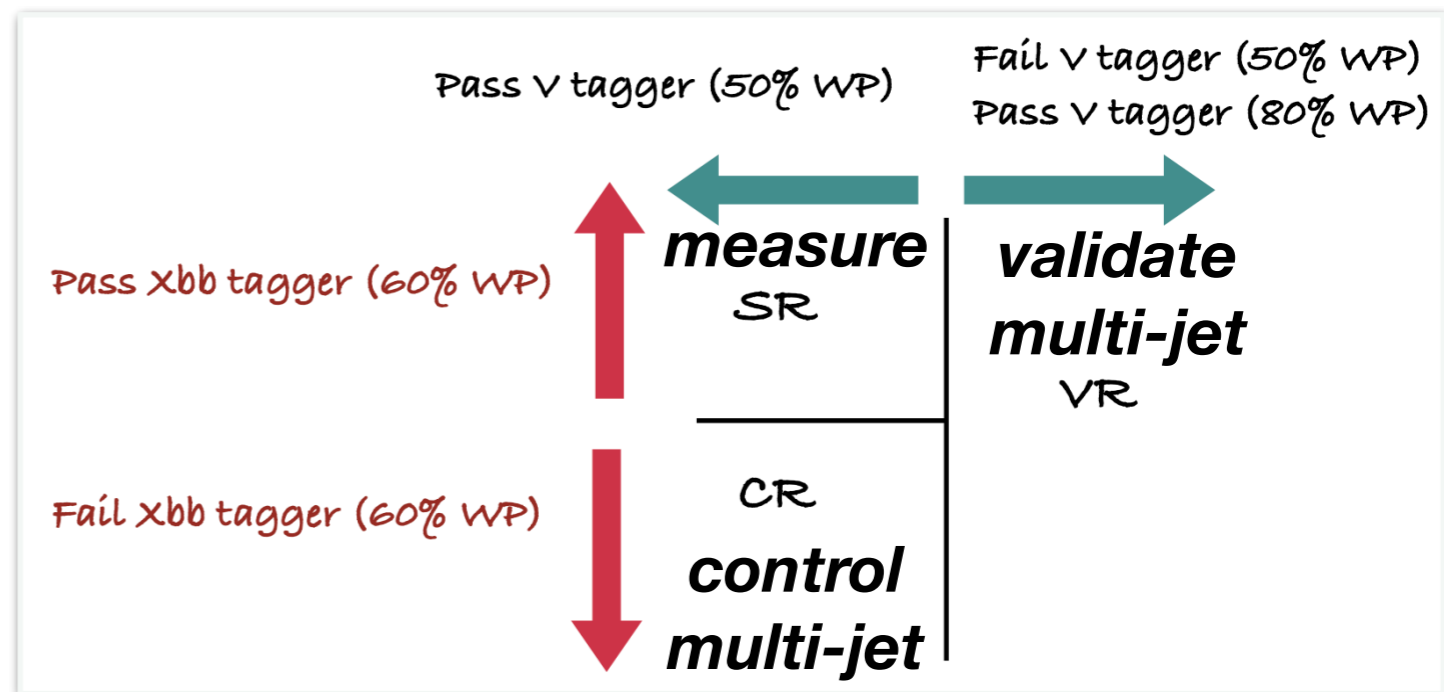 Pass V tagger (50% WP)
Fail V tagger (50% WP)
Pass V tagger (80% WP)
Pass Xbb tagger (60% WP)
measure
SR
validate
multi-jet
VR
Fail Xbb tagger (60% WP)
CR
control
multi-jet